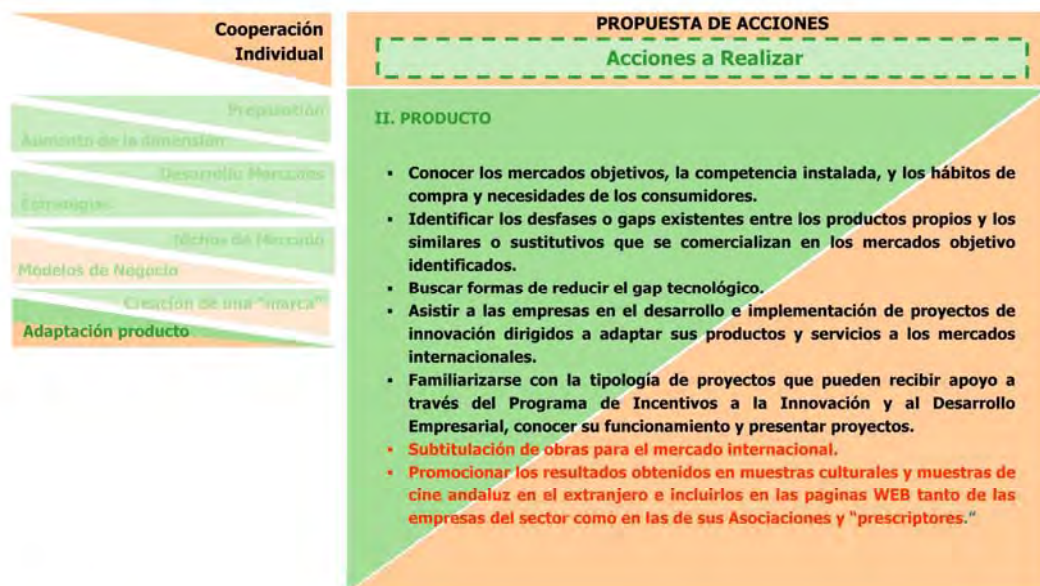 Cooperación
Individual
Preparación
Aumento de la dimensión
Desarrollo Mercados
Estrategias
Nichos de Mercado
Modelos de Negocio
Creación de una "marca"
Adaptación producto
PROPUESTA DE ACCIONES
Acciones a Realizar
II. PRODUCTO
▪ Conocer los mercados objetivos, la competencia instalada, y los hábitos de
compra y necesidades de los consumidores.
▪ Identificar los desfases o gaps existentes entre los productos propios y los
similares o sustitutivos que se comercializan en los mercados objetivo
identificados.
▪ Buscar formas de reducir el gap tecnológico.
▪ Asistir a las empresas en el desarrollo e implementación de proyectos de
innovación dirigidos a adaptar sus productos y servicios a los mercados
internacionales.
▪ Familiarizarse con la tipología de proyectos que pueden recibir apoyo a
través del Programa de Incentivos a la Innovación y al Desarrollo
Empresarial, conocer su funcionamiento y presentar proyectos.
▪ Subtitulación de obras para el mercado internacional.
▪ Promocionar los resultados obtenidos en muestras culturales y muestras de
cine andaluz en el extranjero e incluirlos en las paginas WEB tanto de las
empresas del sector como en las de sus Asociaciones y "prescriptores."